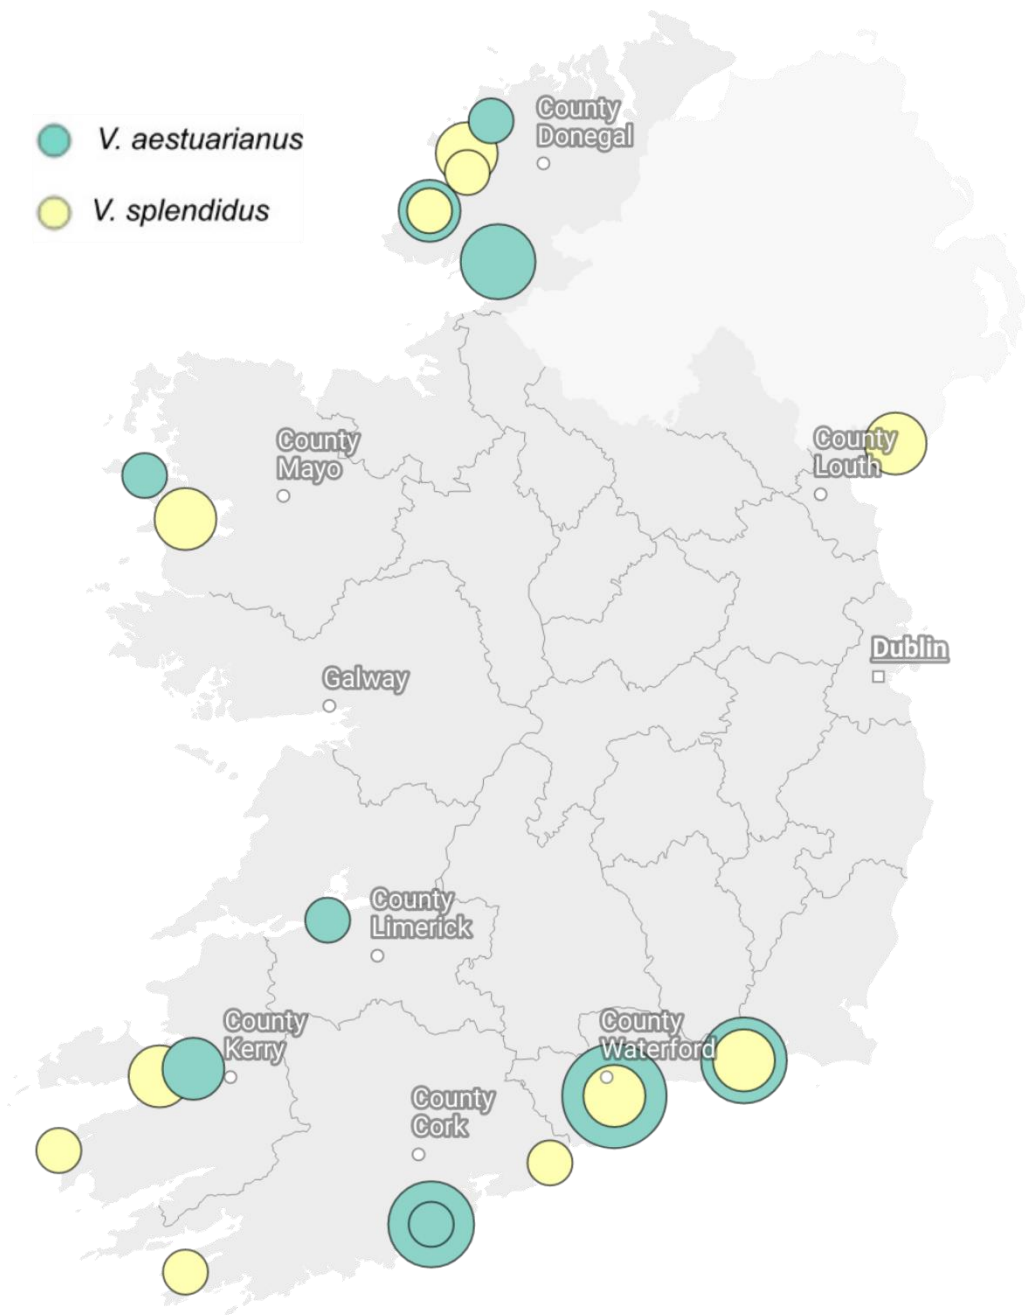 V. aestuarianus
V. splendidus
County
Donegal
County
Mayo
County
Louth
Dublin
Galway
County
Limerick
County
Kerry
County
Waterford
County
Cork